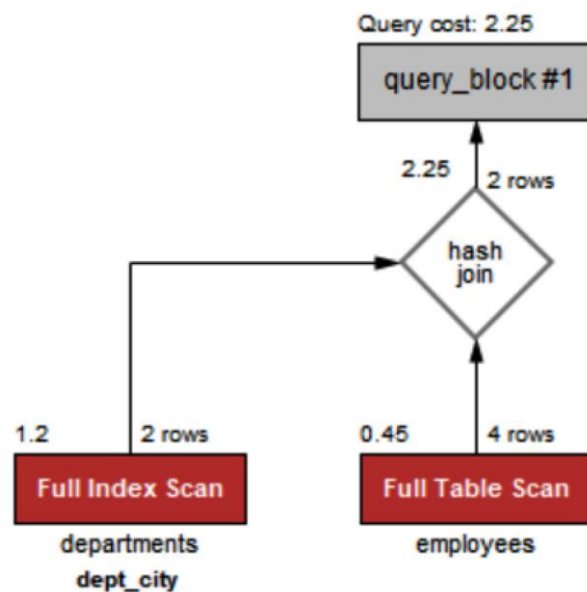 Query cost: 2.25
query_block #1
2.25
2 rows
hash
join
1.2
2 rows
0.45
4 rows
Full Index Scan
Full Table Scan
departments
employees
dept_city